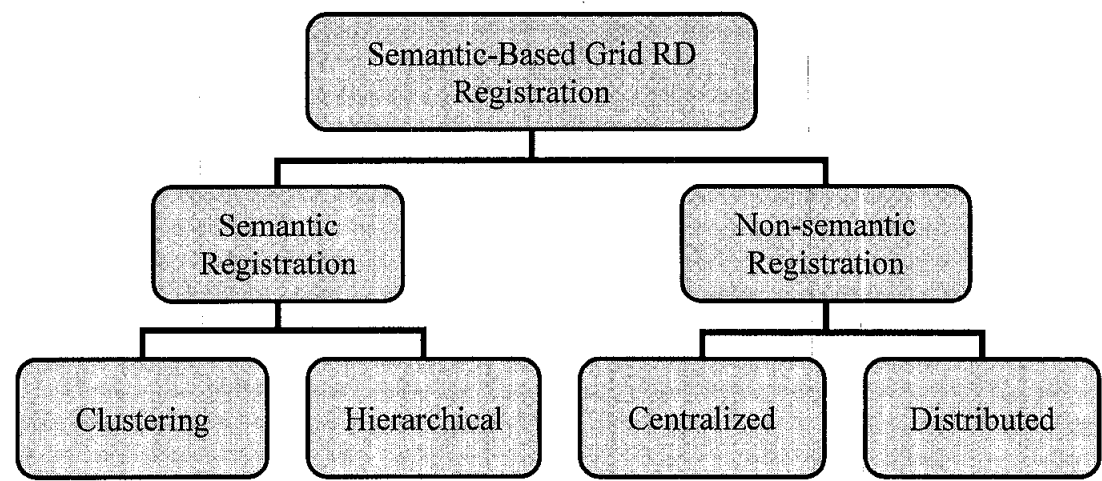 Semantic-Based Grid RD
Registration
Semantic
Registration
Non-semantic
Registration
Clustering
Hierarchical
Centralized
Distributed